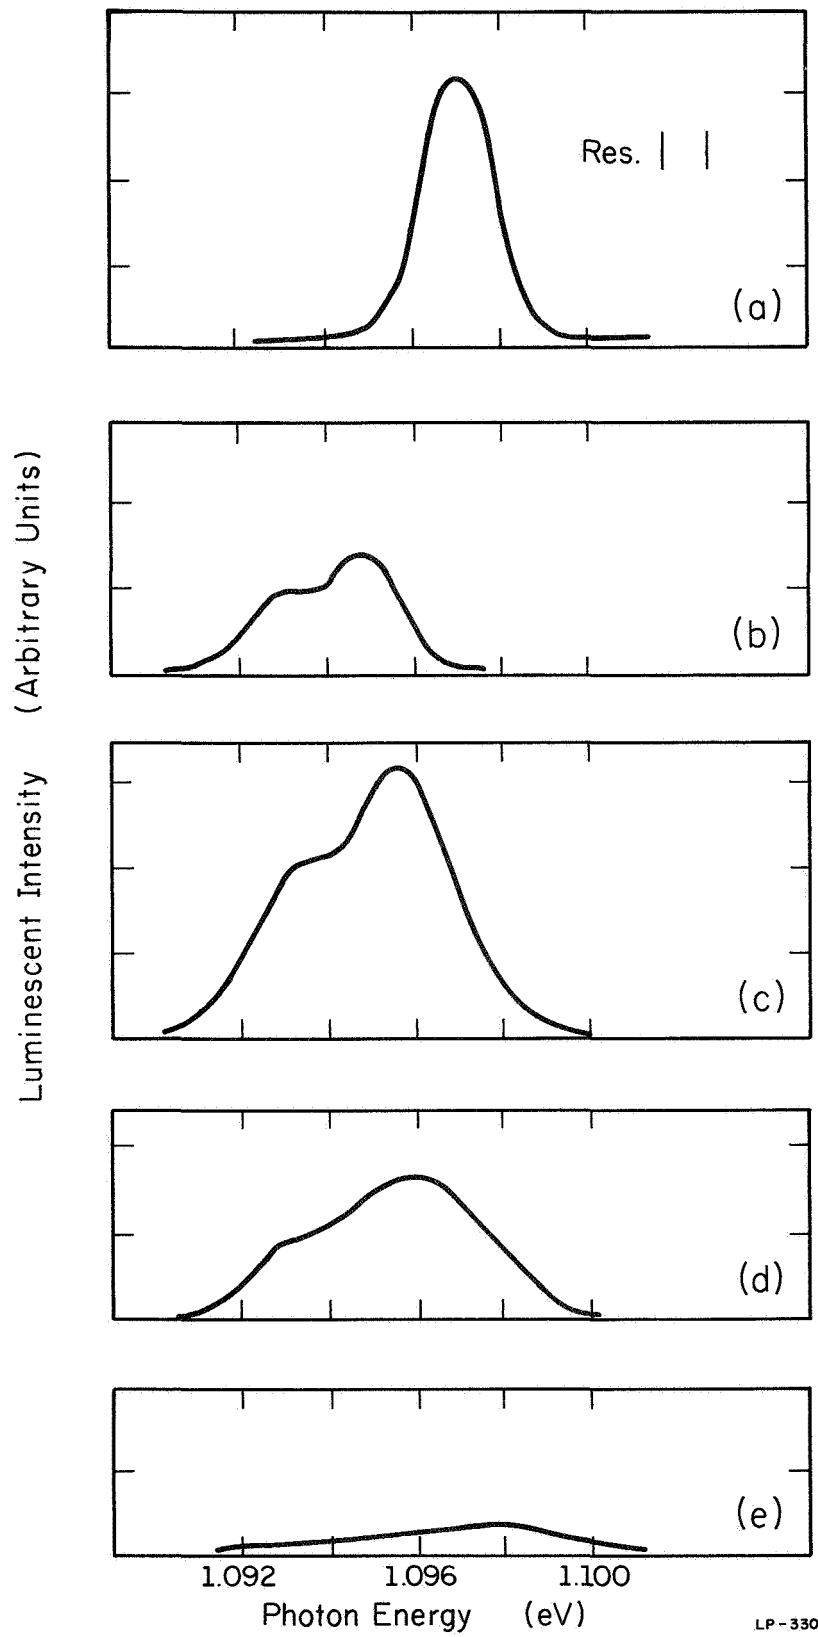 Res.
(a)
(b)
(c)
(d)
(e)
Luminescent Intensity (Arbitrary Units)
1.092 1.096 1.100
Photon Energy (eV)
LP-330